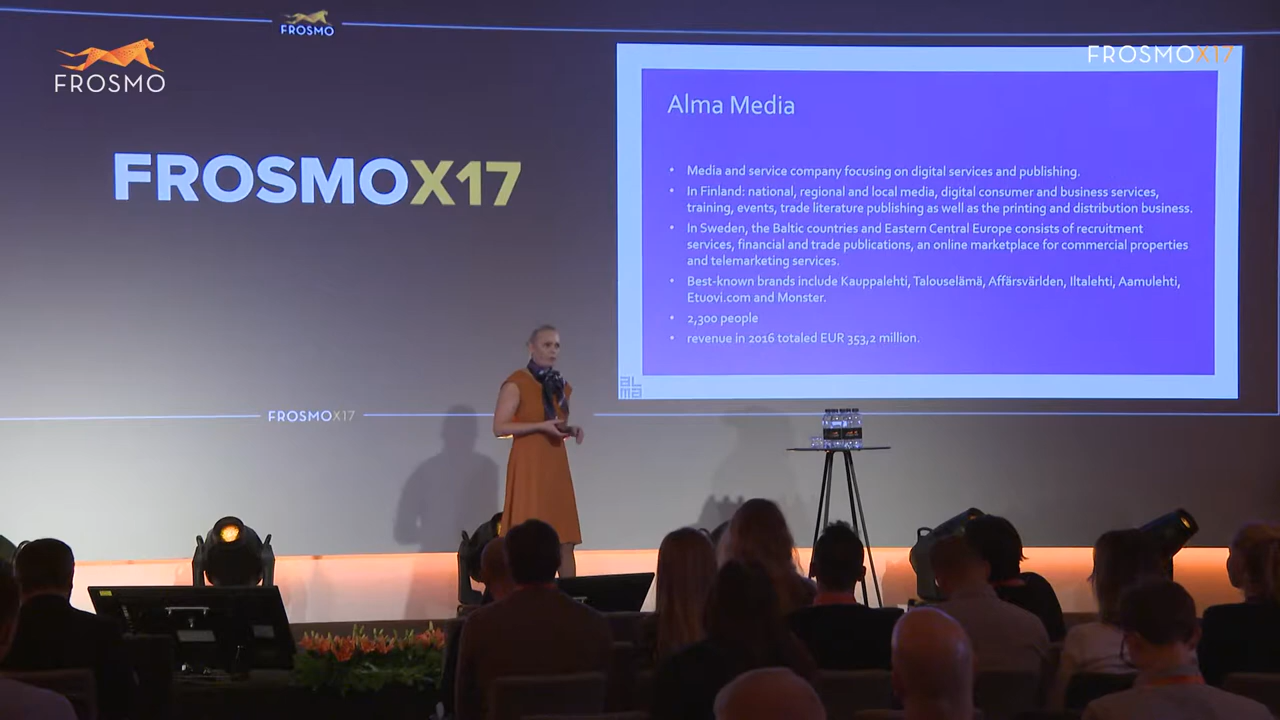 FROSMO
FROSMO
FROSMOX17
FROSMOX17
FROSMOX17
Alma Media
• Media and service company focusing on digital services and publishing.
• In Finland: national, regional and local media, digital consumer and business services,
training, events, trade literature publishing as well as the printing and distribution business.
• In Sweden, the Baltic countries and Eastern Central Europe consists of recruitment
services, financial and trade publications, an online marketplace for commercial properties
and telemarketing services.
• Best-known brands include Kauppalehti, Talouselämä, Affärsvärlden, Iltalehti, Aamulehti,
Etuovi.com and Monster.
• 2,300 people
• revenue in 2016 totaled EUR 353,2 million.
aL
ma